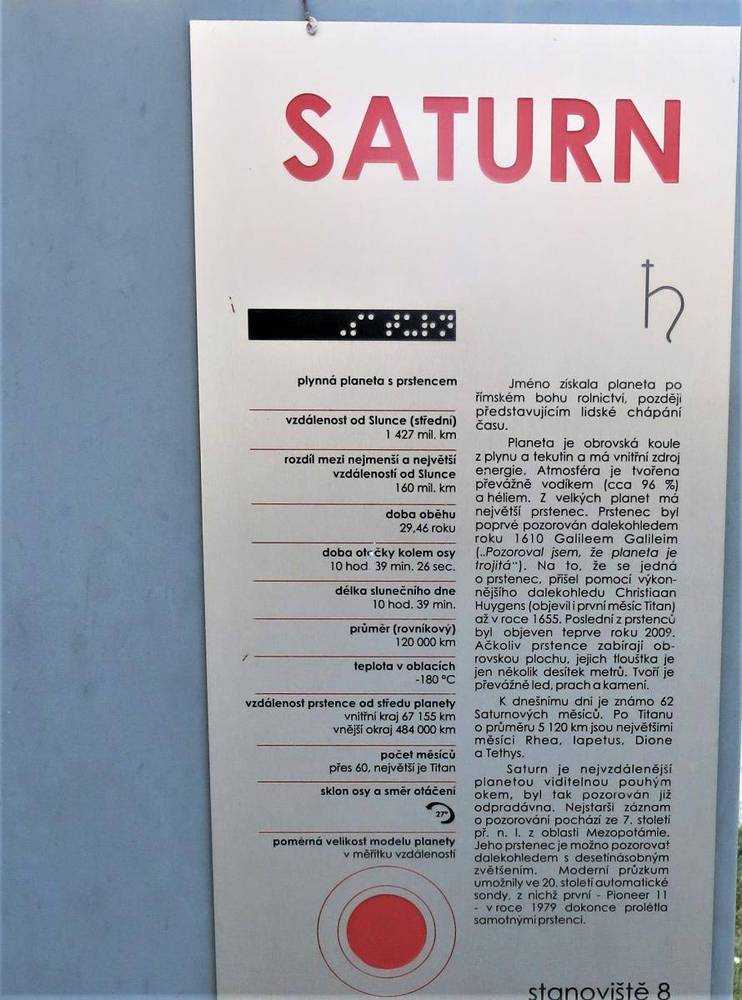 SATURN
plynná planeta s prstencem
vzdálenost od Slunce (střední)
1 427 mil. km
rozdíl mezi nejmenší a největší
vzdáleností od Slunce
160 mil. km
doba oběhu
29,46 roku
doba otočky kolem osy
10 hod 39 min. 26 sec.
délka slunečního dne
10 hod. 39 min.
průměr (rovníkový)
120 000 km
teplota v oblacích
-180 °C
vzdálenost prstence od středu planety
vnitřní kraj 67 155 km
vnější okraj 484 000 km
počet měsíců
přes 60, největší je Titan
sklon osy a směr otáčení
27°
poměrná velikost modelu planety
v měřítku vzdáleností
Jméno získala planeta po
římském bohu rolnictví, později
představujícím lidské chápání
času.
Planeta je obrovská koule
z plynu a tekutin a má vnitřní zdroj
energie. Atmosféra je tvořena
převážně vodíkem (cca 96 %)
a héliem. Z velkých planet má
největší prstenec. Prstenec byl
poprvé pozorován dalekohledem
roku 1610 Galileem Galileim
(„Pozoroval jsem, že planeta je
trojitá“). Na to, že se jedná
o prstenec, přišel pomocí výkon-
nějšího dalekohledu Christiaan
Huygens (objevil i první měsíc Titan)
až v roce 1655. Poslední z prstenců
byl objeven teprve roku 2009.
Ačkoliv prstence zabírají ob-
rovskou plochu, jejich tloušťka je
jen několik desítek metrů. Tvoří je
převážně led, prach a kamení.
K dnešnímu dni je známo 62
Saturnových měsíců. Po Titanu
o průměru 5 120 km jsou největšími
měsíci Rhea, Iapetus, Dione
a Tethys.
Saturn je nejvzdálenější
planetou viditelnou pouhým
okem, byl tak pozorován již
odpradávna. Nejstarší záznam
o pozorování pochází ze 7. století
př. n. l. z oblasti Mezopotámie.
Jeho prstenec je možno pozorovat
dalekohledem s desetinásobným
zvětšením. Moderní průzkum
umožnily ve 20. století automatické
sondy, z nichž první - Pioneer 11
- v roce 1979 dokonce prolétla
samotnými prstenci.
stanoviště 8